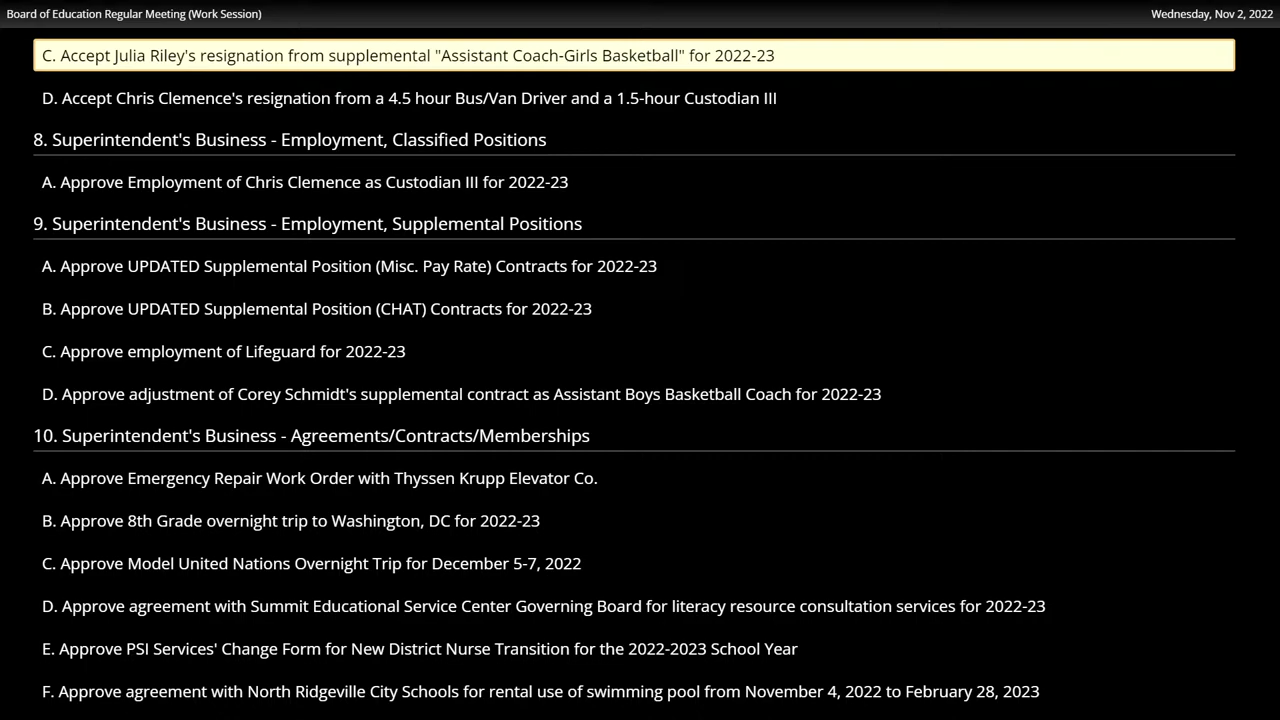 Board of Education Regular Meeting (Work Session)
Wednesday, Nov 2, 2022
C. Accept Julia Riley's resignation from supplemental "Assistant Coach-Girls Basketball" for 2022-23
D. Accept Chris Clemence's resignation from a 4.5 hour Bus/Van Driver and a 1.5-hour Custodian III
8. Superintendent's Business - Employment, Classified Positions
A. Approve Employment of Chris Clemence as Custodian III for 2022-23
9. Superintendent's Business - Employment, Supplemental Positions
A. Approve UPDATED Supplemental Position (Misc. Pay Rate) Contracts for 2022-23
B. Approve UPDATED Supplemental Position (CHAT) Contracts for 2022-23
C. Approve employment of Lifeguard for 2022-23
D. Approve adjustment of Corey Schmidt's supplemental contract as Assistant Boys Basketball Coach for 2022-23
10. Superintendent's Business - Agreements/Contracts/Memberships
A. Approve Emergency Repair Work Order with Thyssen Krupp Elevator Co.
B. Approve 8th Grade overnight trip to Washington, DC for 2022-23
C. Approve Model United Nations Overnight Trip for December 5-7, 2022
D. Approve agreement with Summit Educational Service Center Governing Board for literacy resource consultation services for 2022-23
E. Approve PSI Services' Change Form for New District Nurse Transition for the 2022-2023 School Year
F. Approve agreement with North Ridgeville City Schools for rental use of swimming pool from November 4, 2022 to February 28, 2023